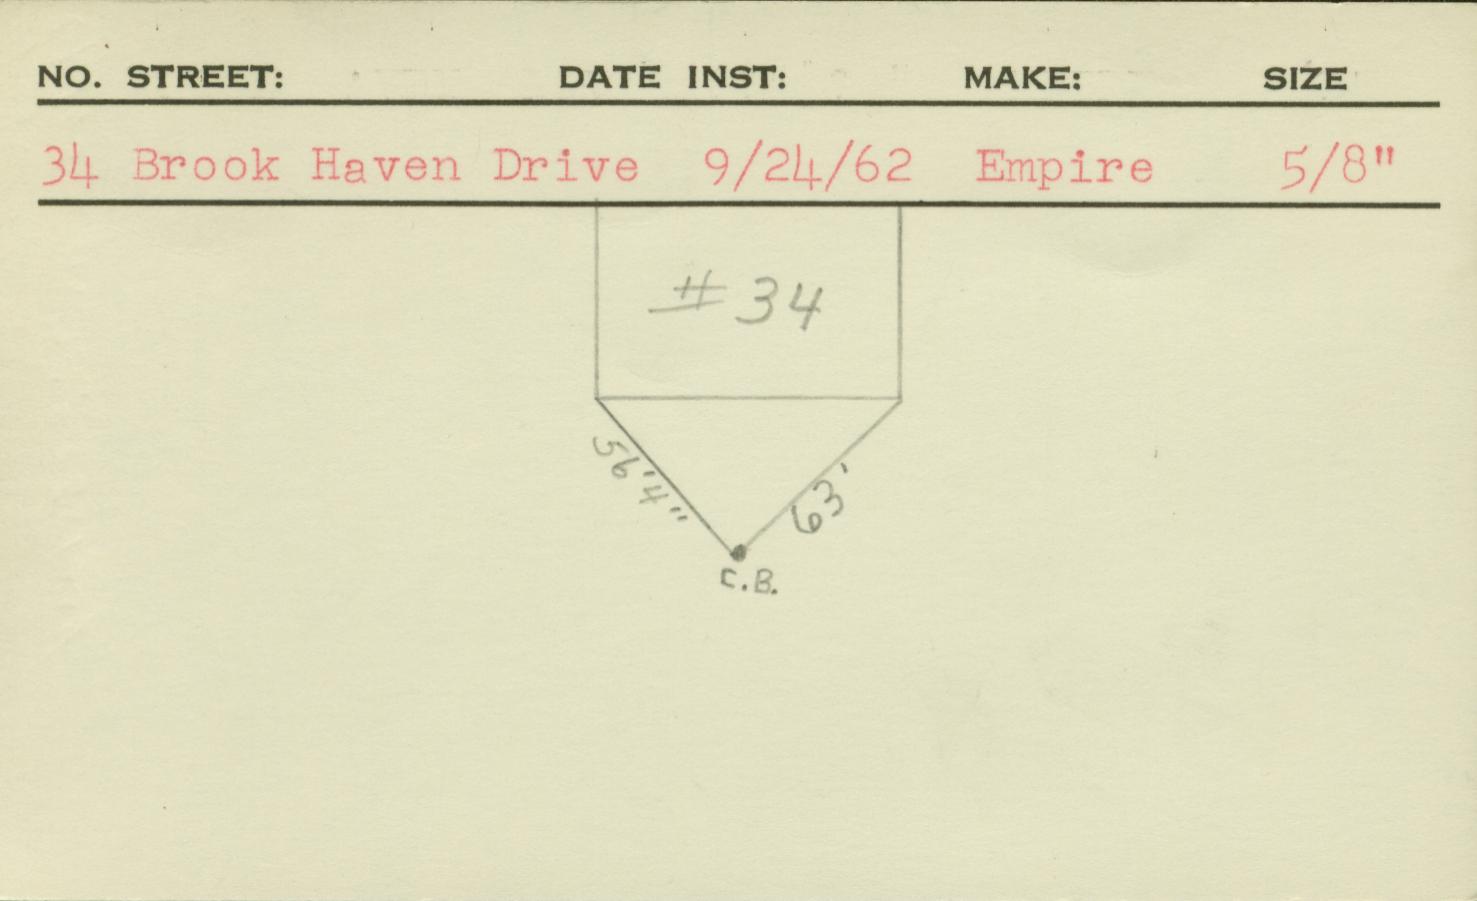 NO. STREET: DATE INST: MAKE: SIZE
34 Brook Haven Drive 9/24/62 Empire 5/8"
# 34
56'4"
63'
C.B.